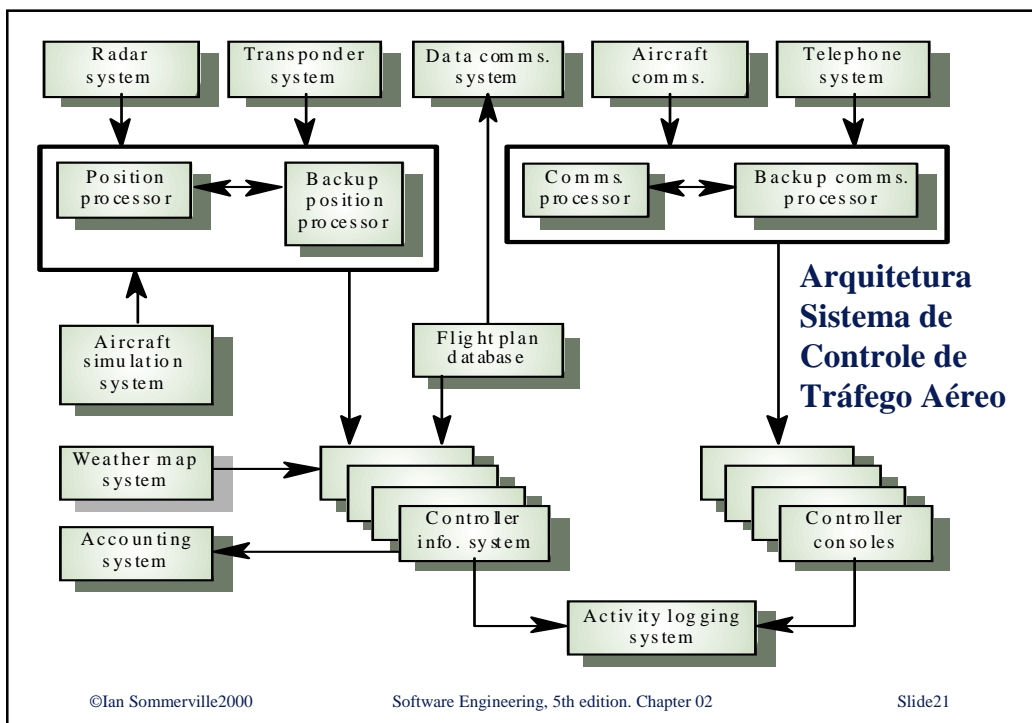 Radar
system
Transponder
system
Data comms.
system
Aircraft
comms.
Telephone
system
Position
processor
Backup
position
processor
Comms.
processor
Backup comms.
processor
Arquitetura
Sistema de
Controle de
Tráfego Aéreo
Aircraft
simulation
system
Flight plan
database
Weather map
system
Accounting
system
Controller
info. system
Controller
consoles
Activity logging
system
©Ian Sommerville2000
Software Engineering, 5th edition. Chapter 02
Slide21